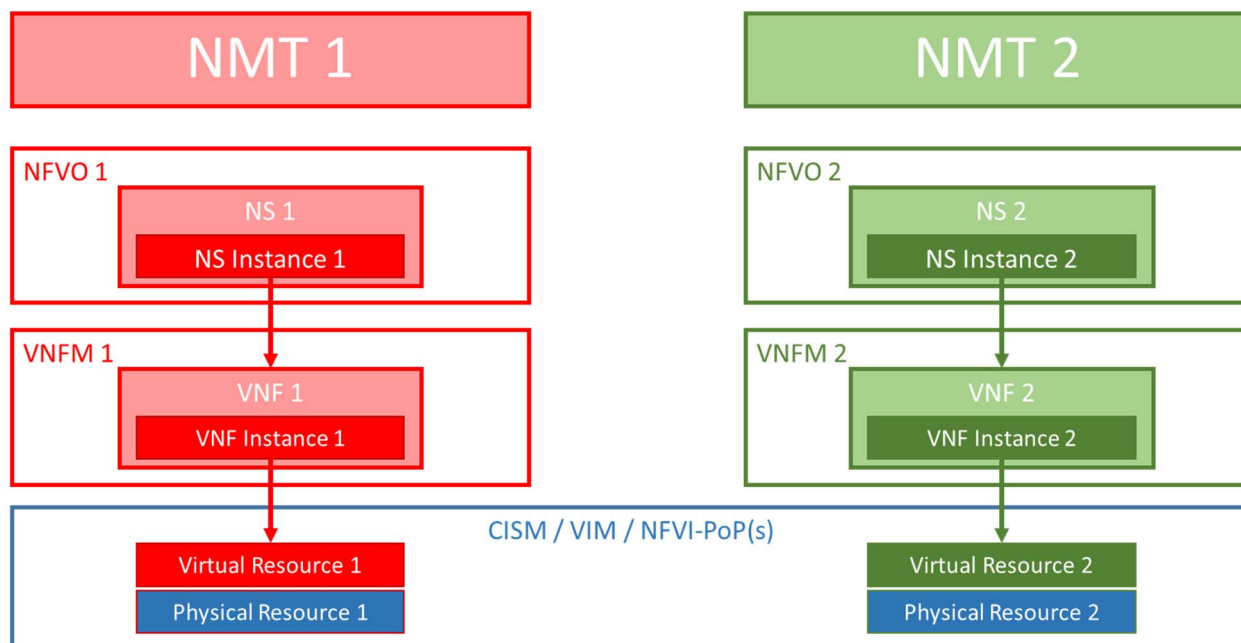 NMT 1
NMT 2
NFVO 1
NS 1
NS Instance 1
NFVO 2
NS 2
NS Instance 2
VNFM 1
VNF 1
VNF Instance 1
VNFM 2
VNF 2
VNF Instance 2
CISM / VIM / NFVI-PoP(s)
Virtual Resource 1
Physical Resource 1
Virtual Resource 2
Physical Resource 2